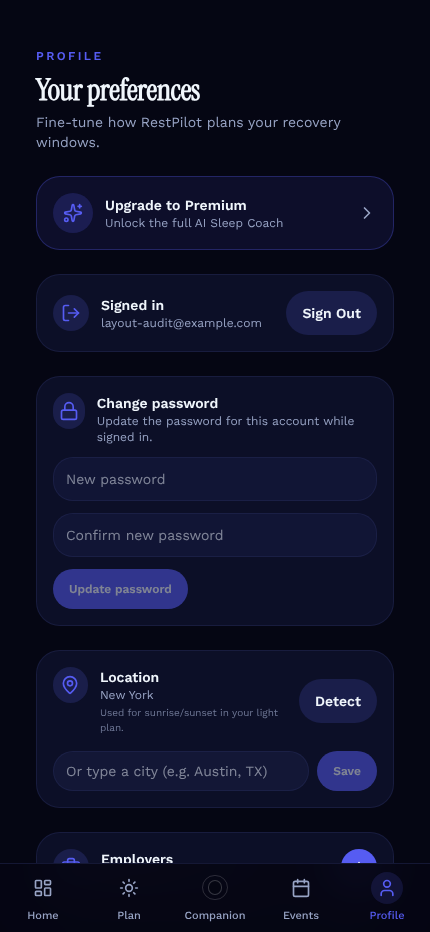 PROFILE
Your preferences
Fine-tune how RestPilot plans your recovery
windows.
Upgrade to Premium
Unlock the full AI Sleep Coach
Signed in
layout-audit@example.com
Sign Out
Change password
Update the password for this account while
signed in.
New password
Confirm new password
Update password
Location
New York
Used for sunrise/sunset in your light
plan.
Detect
Or type a city (e.g. Austin, TX)
Save
Employers
Home
Plan
Companion
Events
Profile